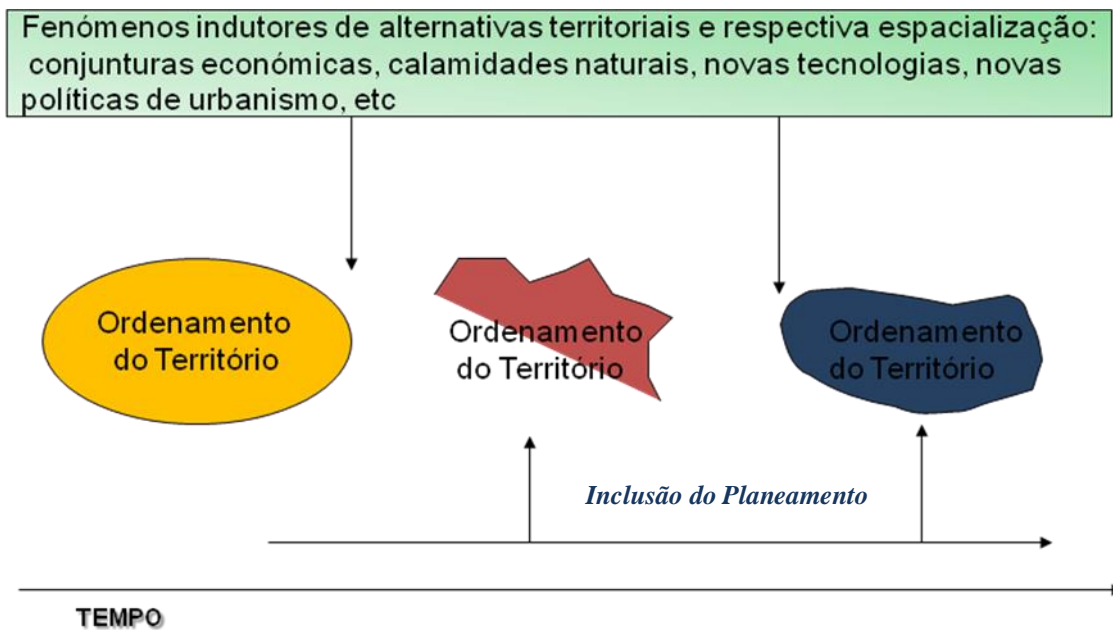 Fenómenos indutores de alternativas territoriais e respectiva espacialização:
conjunturas económicas, calamidades naturais, novas tecnologias, novas
políticas de urbanismo, etc
Ordenamento
do Território
Ordenamento
do Território
Ordenamento
do Território
Inclusão do Planeamento
TEMPO